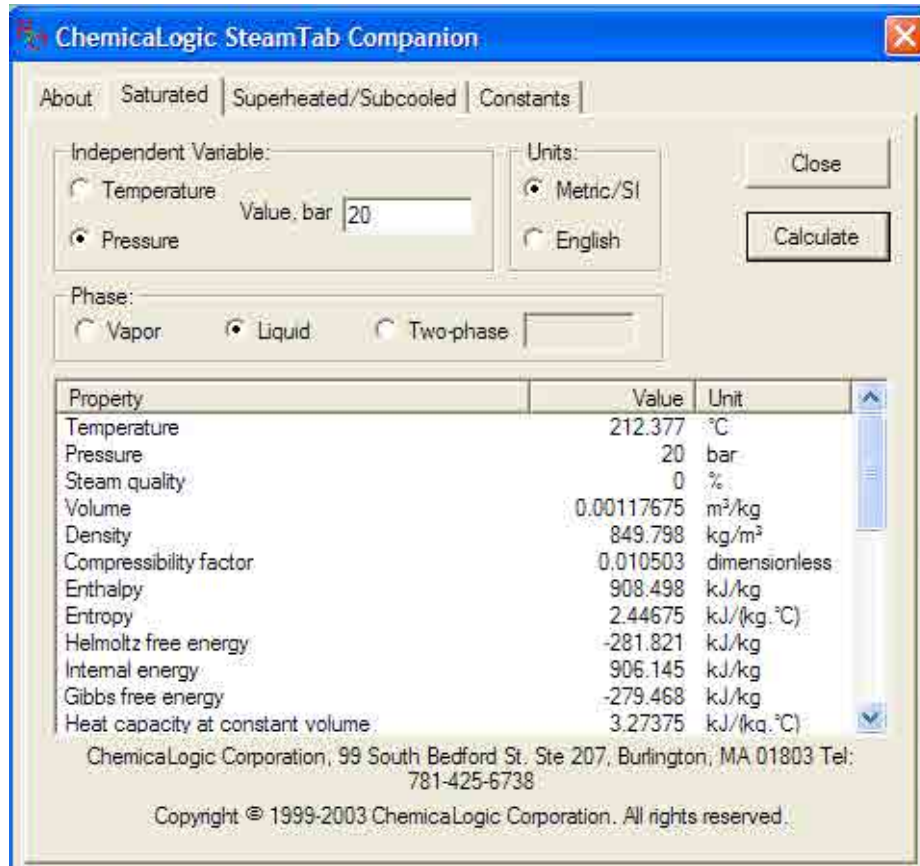 ChemicaLogic SteamTab Companion
About Saturated Superheated/Subcooled Constants
Independent Variable:
Temperature
Pressure
Value, bar 20
Units:
Metric/SI
English
Close
Calculate
Phase:
Vapor Liquid Two-phase
Property Value Unit
Temperature 212.377 °C
Pressure 20 bar
Steam quality 0 %
Volume 0.00117675 m³/kg
Density 849.798 kg/m³
Compressibility factor 0.010503 dimensionless
Enthalpy 908.498 kJ/kg
Entropy 2.44675 kJ/(kg.°C)
Helmoltz free energy -281.821 kJ/kg
Internal energy 906.145 kJ/kg
Gibbs free energy -279.468 kJ/kg
Heat capacity at constant volume 3.27375 kJ/(kg.°C)
ChemicaLogic Corporation, 99 South Bedford St. Ste 207, Burlington, MA 01803 Tel:
781-425-6738
Copyright © 1999-2003 ChemicaLogic Corporation. All rights reserved.